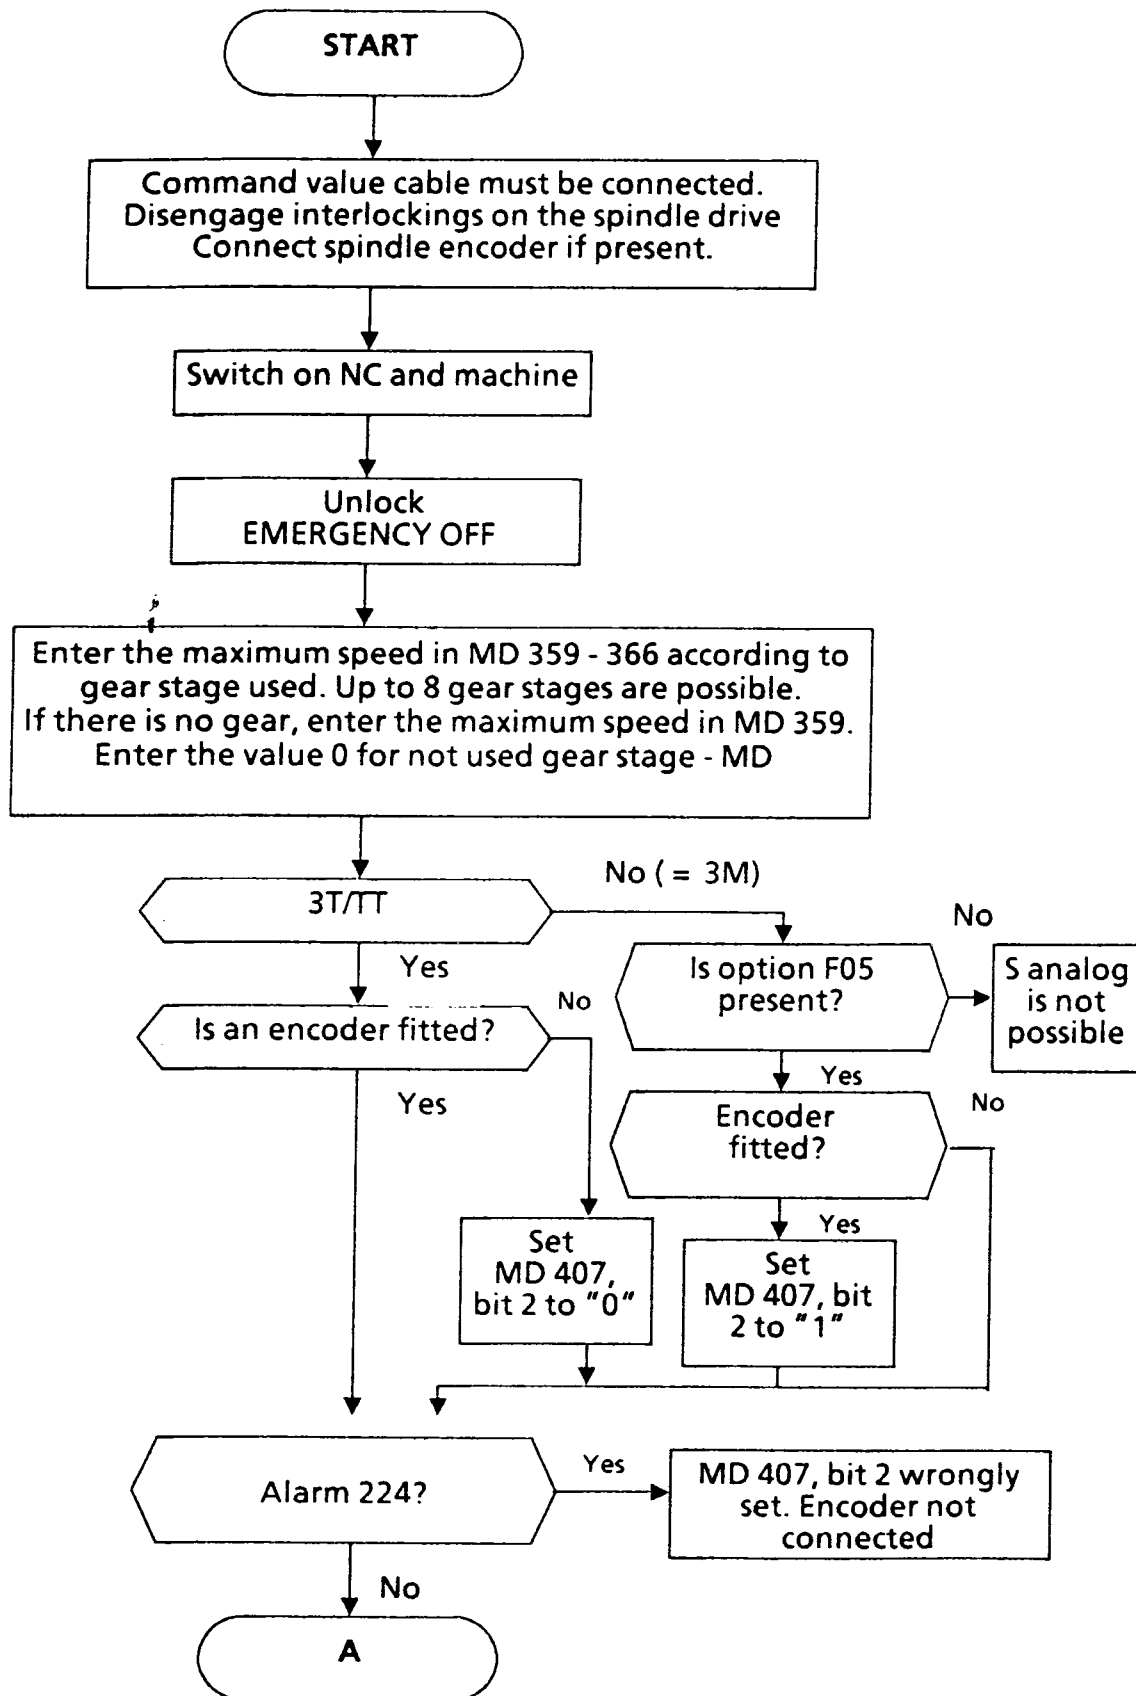 START
Command value cable must be connected.
Disengage interlockings on the spindle drive
Connect spindle encoder if present.
Switch on NC and machine
Unlock
EMERGENCY OFF
Enter the maximum speed in MD 359 - 366 according to
gear stage used. Up to 8 gear stages are possible.
If there is no gear, enter the maximum speed in MD 359.
Enter the value 0 for not used gear stage - MD
No ( = 3M)
3T/TT
No
Yes
Is option F05
present?
S analog
is not
possible
No
Is an encoder fitted?
Yes
Yes
Encoder
fitted?
No
Yes
Set
MD 407,
bit 2 to "0"
Set
MD 407, bit
2 to "1"
Alarm 224?
Yes
MD 407, bit 2 wrongly
set. Encoder not
connected
No
A